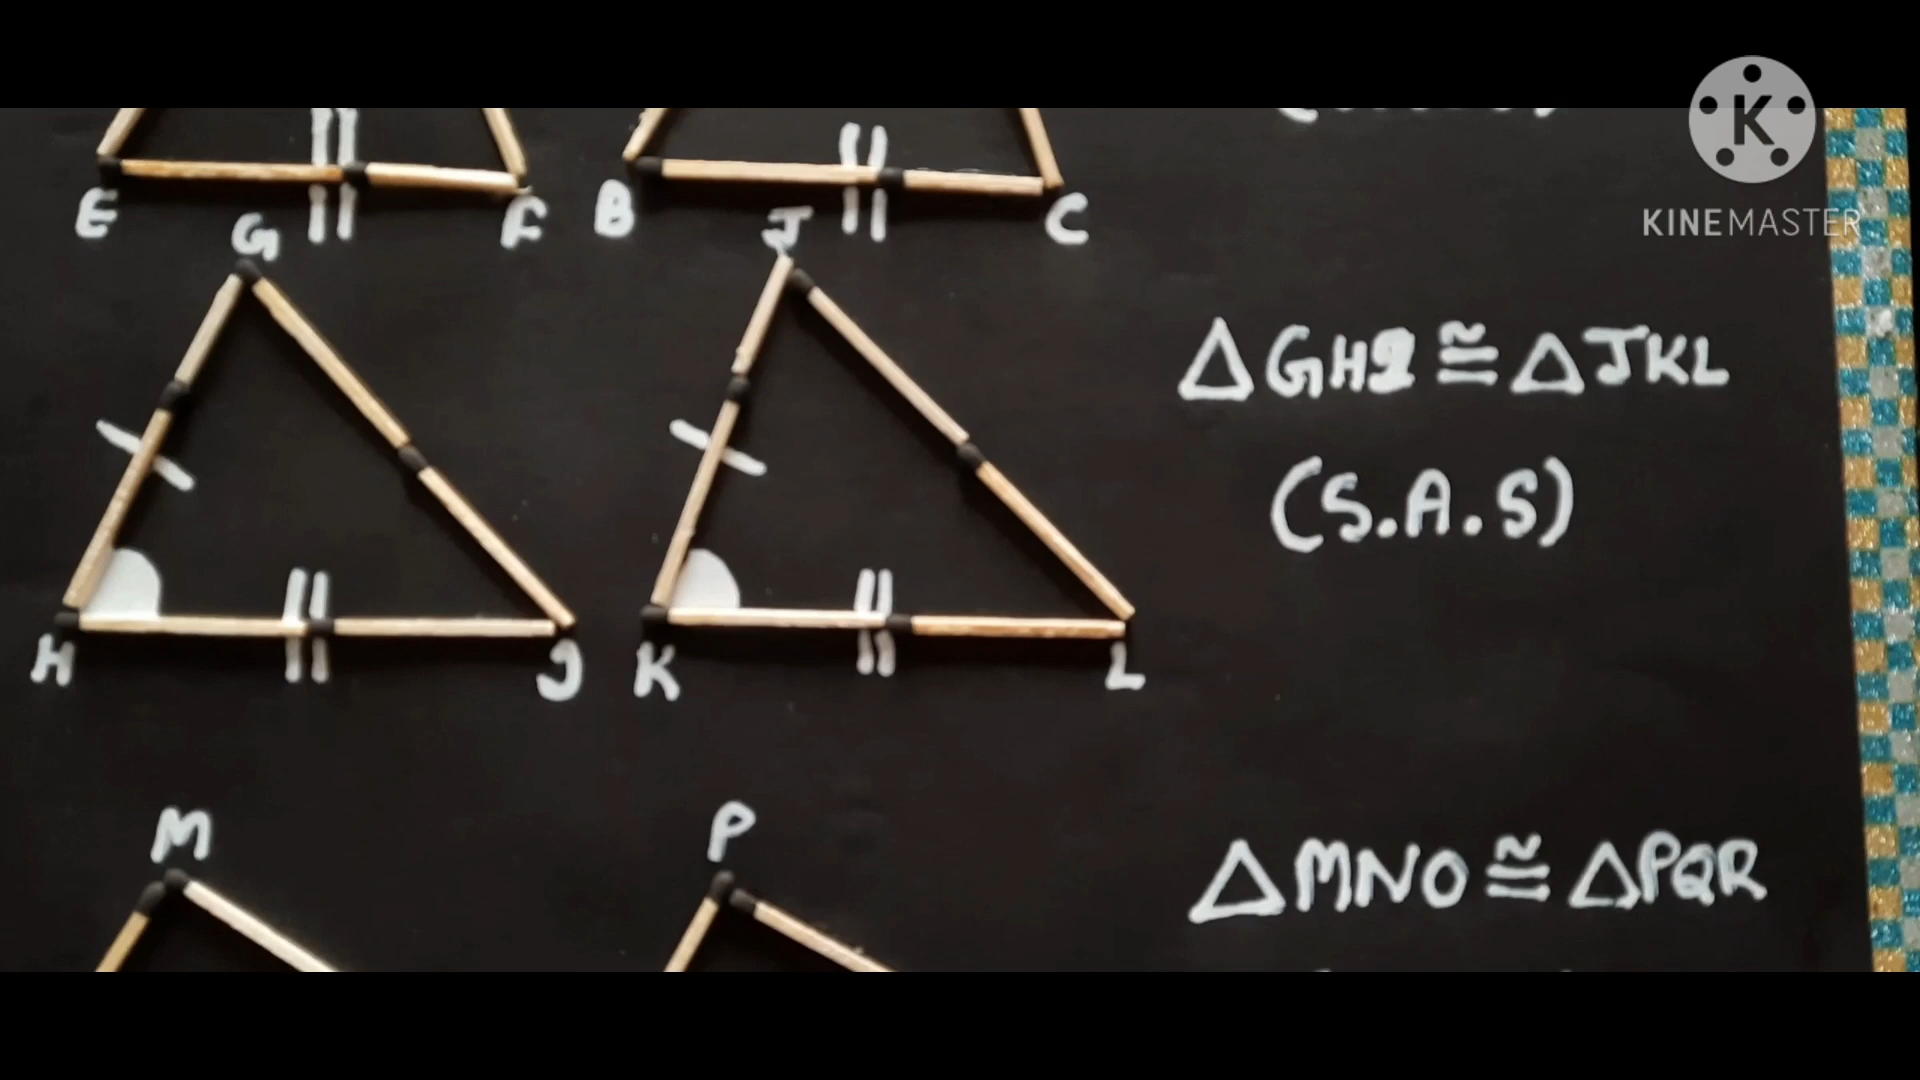 KINEMASTER
E
F
B
C
G
J
△GHI ≅ △JKL
(S.A.S)
H
I
K
L
M
P
△MNO ≅ △PQR